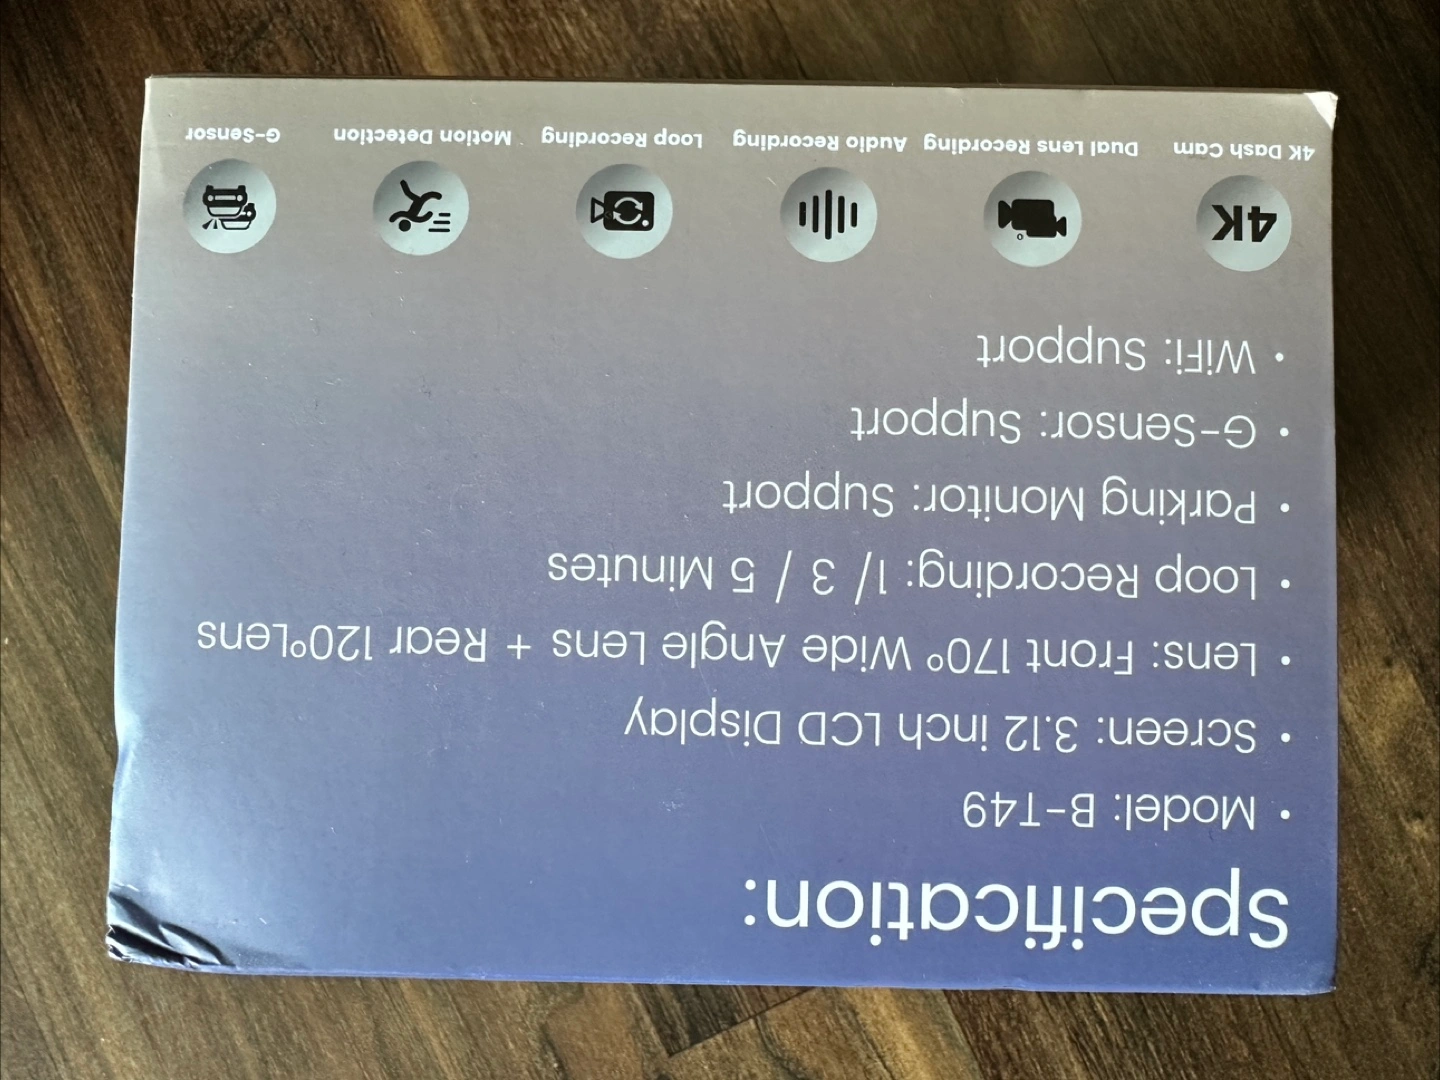 Specification:
• Model: B-T49
• Screen: 3.12 inch LCD Display
• Lens: Front 170° Wide Angle Lens + Rear 120°Lens
• Loop Recording: 1/ 3 / 5 Minutes
• Parking Monitor: Support
• G-Sensor: Support
• WiFi: Support
4K
4K Dash Cam Dual Lens Recording Audio Recording Loop Recording Motion Detection G-Sensor